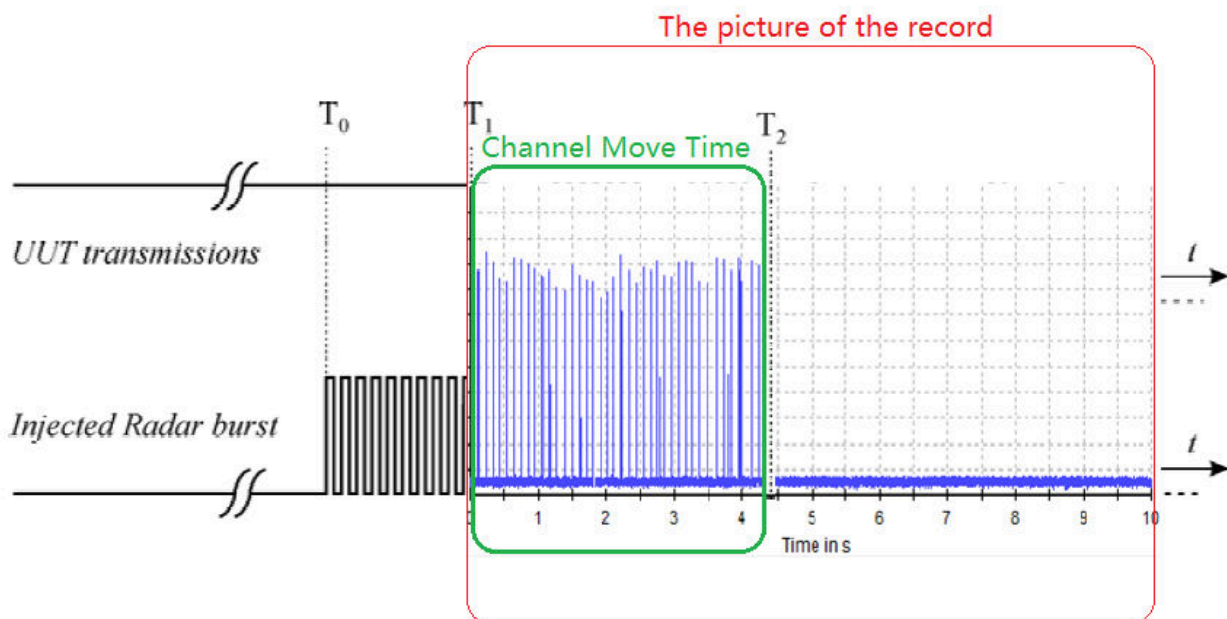 The picture of the record
T0
T1
T2
Channel Move Time
UUT transmissions
t
Injected Radar burst
t
1 2 3 4 5 6 7 8 9 10
Time in s